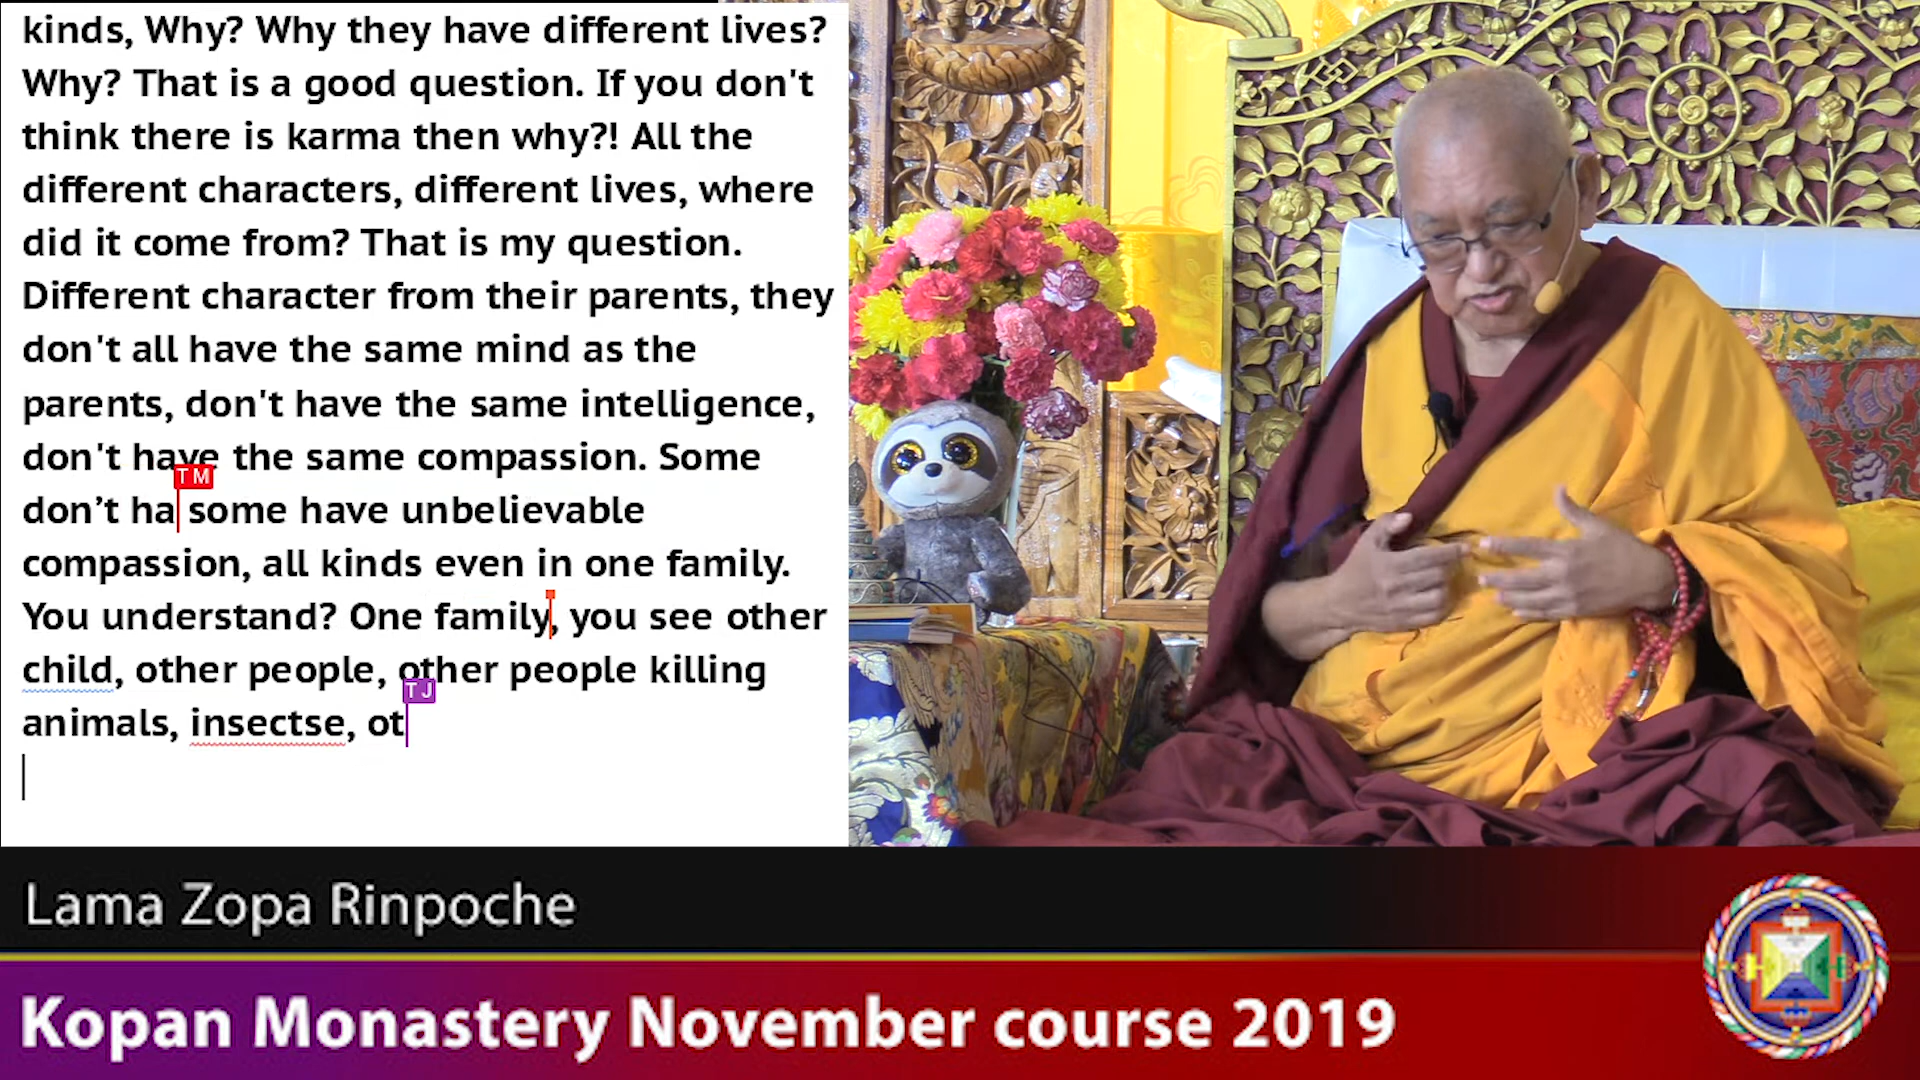 kinds, Why? Why they have different lives?
Why? That is a good question. If you don't
think there is karma then why?! All the
different characters, different lives, where
did it come from? That is my question.
Different character from their parents, they
don't all have the same mind as the
parents, don't have the same intelligence,
don't have the same compassion. Some
TM
don’t ha some have unbelievable
compassion, all kinds even in one family.
You understand? One family, you see other
child, other people, other people killing
TJ
animals, insectse, ot
Lama Zopa Rinpoche
Kopan Monastery November course 2019